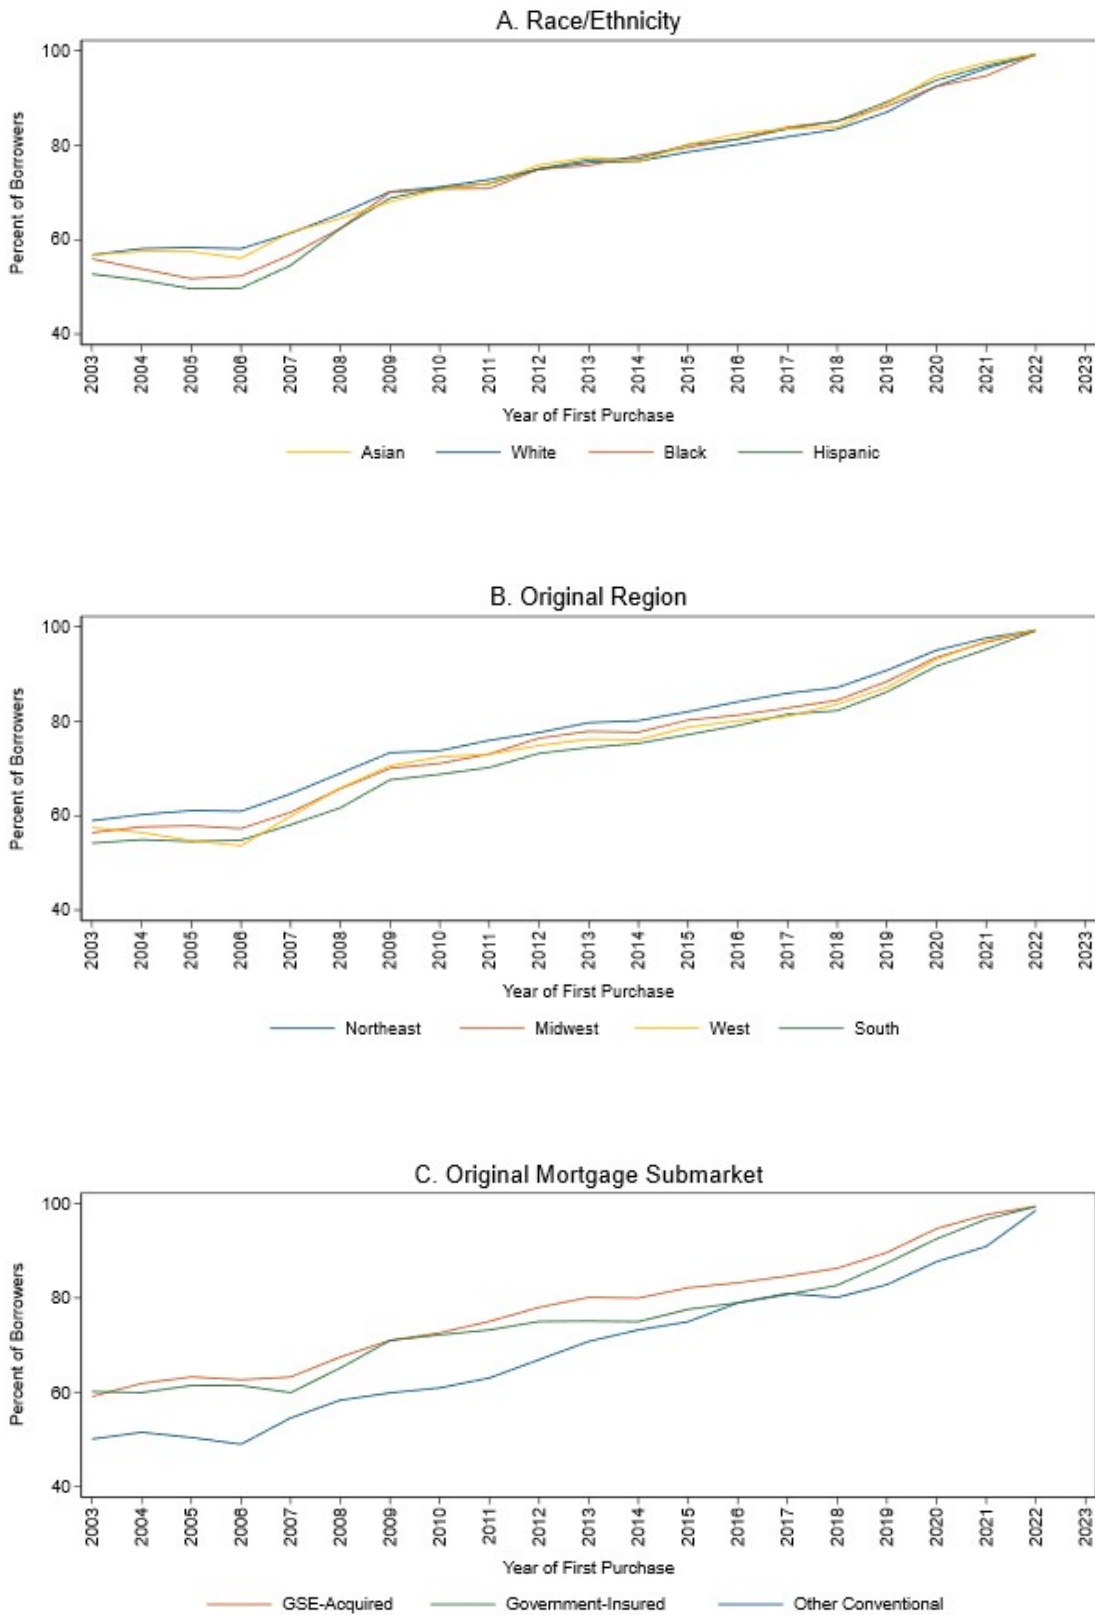 A. Race/Ethnicity
Percent of Borrowers
100
80
60
40
2003 2004 2005 2006 2007 2008 2009 2010 2011 2012 2013 2014 2015 2016 2017 2018 2019 2020 2021 2022 2023
Year of First Purchase
Asian White Black Hispanic
B. Original Region
Percent of Borrowers
100
80
60
40
2003 2004 2005 2006 2007 2008 2009 2010 2011 2012 2013 2014 2015 2016 2017 2018 2019 2020 2021 2022 2023
Year of First Purchase
Northeast Midwest West South
C. Original Mortgage Submarket
Percent of Borrowers
100
80
60
40
2003 2004 2005 2006 2007 2008 2009 2010 2011 2012 2013 2014 2015 2016 2017 2018 2019 2020 2021 2022 2023
Year of First Purchase
GSE-Acquired Government-Insured Other Conventional